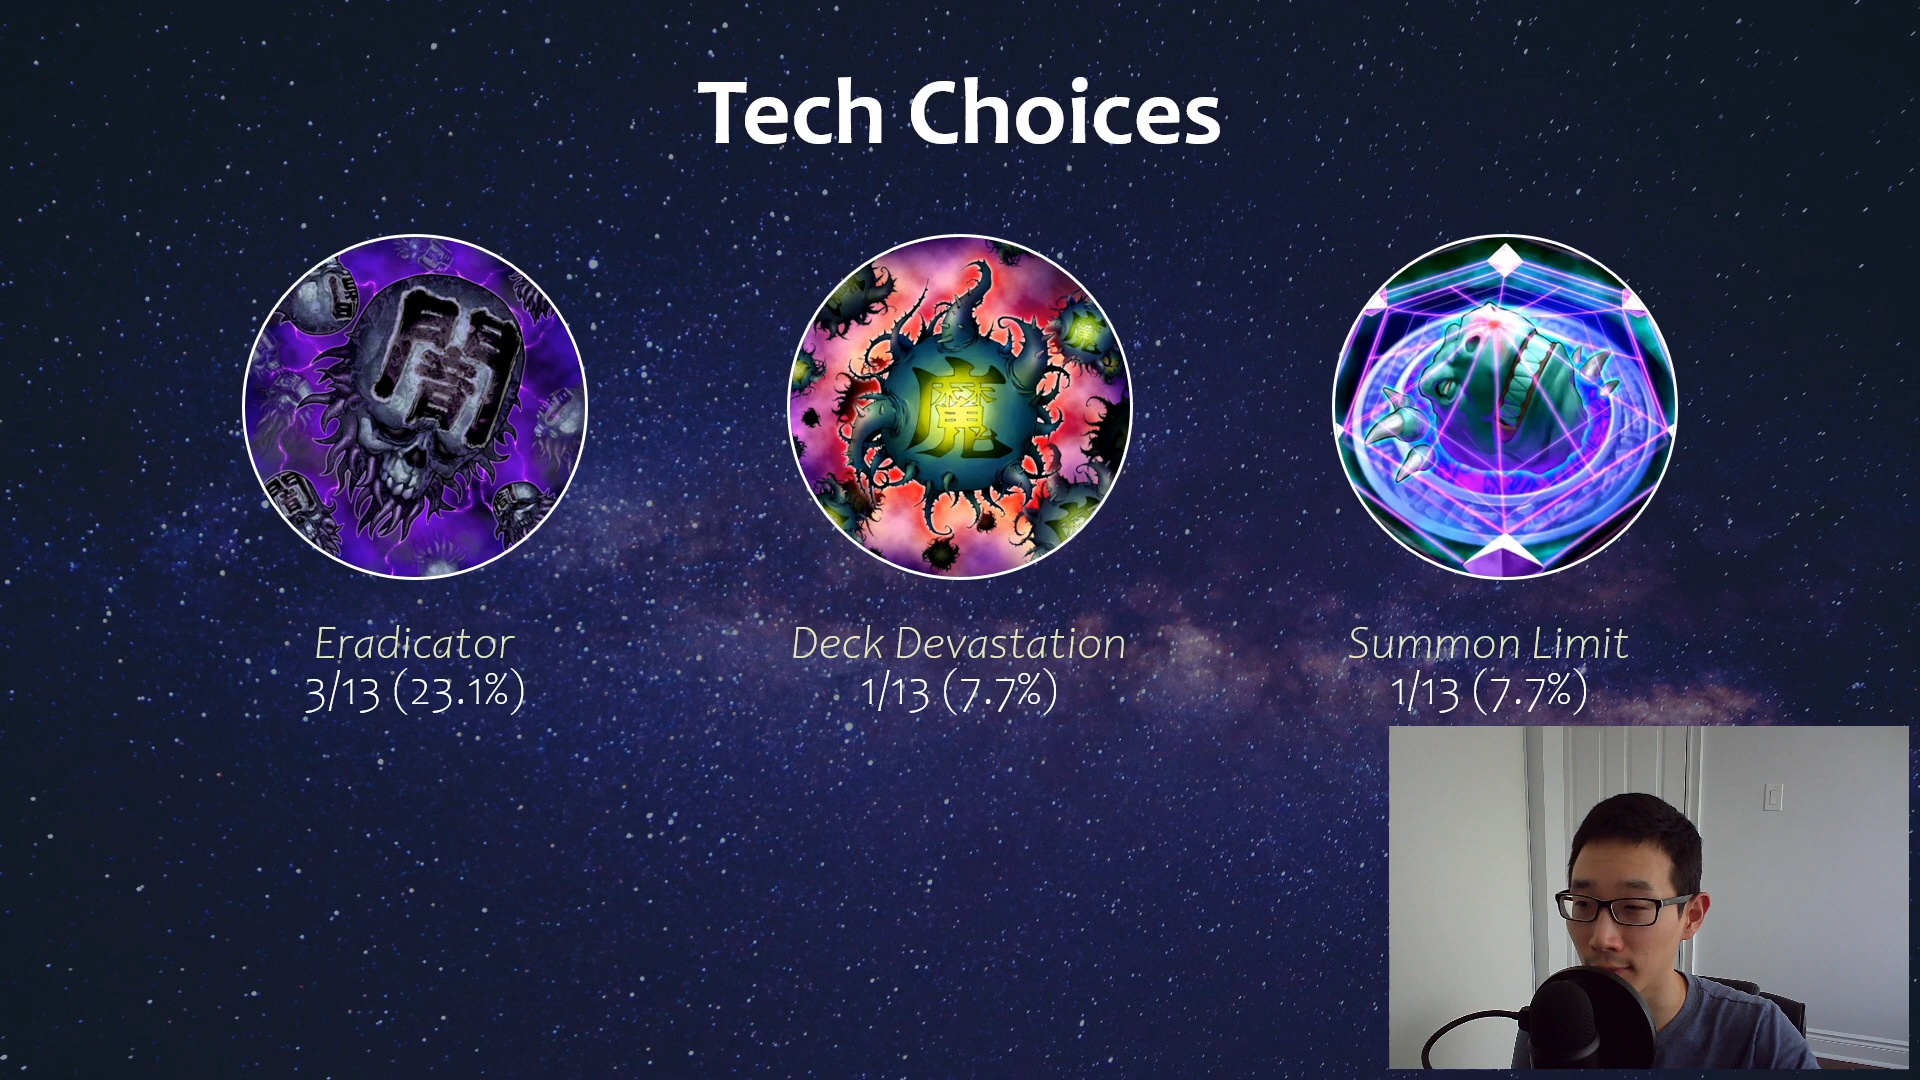 Tech Choices
闇
魔
Eradicator
3/13 (23.1%)
Deck Devastation
1/13 (7.7%)
Summon Limit
1/13 (7.7%)